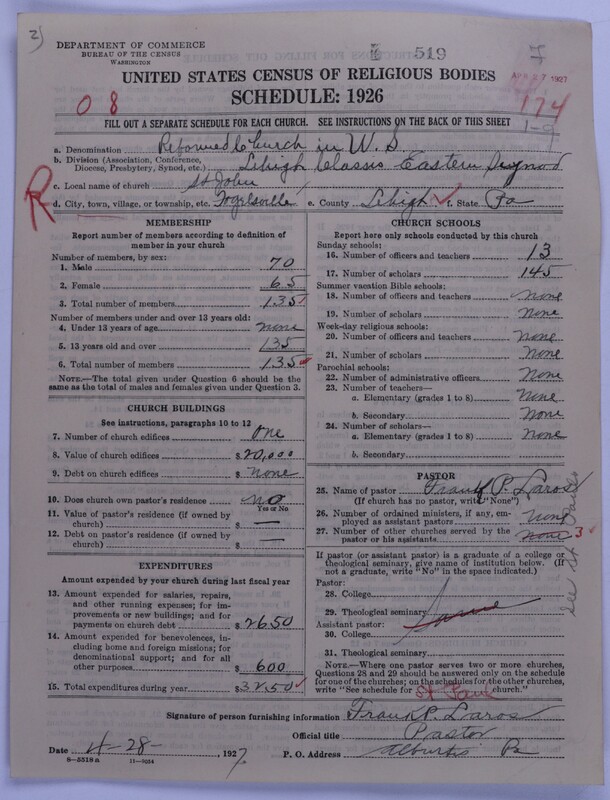 2)
DEPARTMENT OF COMMERCE
BUREAU OF THE CENSUS
WASHINGTON
519
APR 27 1927
UNITED STATES CENSUS OF RELIGIOUS BODIES
SCHEDULE: 1926
0 8
174
1-9
FILL OUT A SEPARATE SCHEDULE FOR EACH CHURCH. SEE INSTRUCTIONS ON THE BACK OF THIS SHEET
a. Denomination Reformed Church in U. S.
b. Division (Association, Conference, Diocese, Presbytery, Synod, etc.) Lehigh Classis Eastern Synod
c. Local name of church St John
R
d. City, town, village, or township, etc. Fogelsville e. County Lehigh f. State Pa
MEMBERSHIP
Report number of members according to definition of member in your church
Number of members, by sex:
1. Male 70
2. Female 65
3. Total number of members 135
Number of members under and over 13 years old:
4. Under 13 years of age none
5. 13 years old and over 135
6. Total number of members 135
NOTE.—The total given under Question 6 should be the same as the total of males and females given under Question 3.
CHURCH BUILDINGS
See instructions, paragraphs 10 to 12
7. Number of church edifices one
8. Value of church edifices $20,000
9. Debt on church edifices $ None
10. Does church own pastor's residence No
Yes or No
11. Value of pastor's residence (if owned by church) $ —
12. Debt on pastor's residence (if owned by church) $ —
EXPENDITURES
Amount expended by your church during last fiscal year
13. Amount expended for salaries, repairs, and other running expenses; for improvements or new buildings; and for payments on church debt $2650
14. Amount expended for benevolences, including home and foreign missions; for denominational support; and for all other purposes $600
15. Total expenditures during year $3250
CHURCH SCHOOLS
Report here only schools conducted by this church
Sunday schools:
16. Number of officers and teachers 13
17. Number of scholars 145
Summer vacation Bible schools:
18. Number of officers and teachers none
19. Number of scholars None
Week-day religious schools:
20. Number of officers and teachers None
21. Number of scholars None
Parochial schools:
22. Number of administrative officers None
23. Number of teachers—
a. Elementary (grades 1 to 8) None
b. Secondary None
24. Number of scholars—
a. Elementary (grades 1 to 8) None
b. Secondary
PASTOR
25. Name of pastor Frank P. Laros
(If church has no pastor, write "None")
26. Number of ordained ministers, if any, employed as assistant pastors None
27. Number of other churches served by the pastor or his assistants None 3
If pastor (or assistant pastor) is a graduate of a college or theological seminary, give name of institution below. (If not a graduate, write "No" in the space indicated.)
Pastor:
28. College
29. Theological seminary
Same
Assistant pastor:
30. College
31. Theological seminary
NOTE.—Where one pastor serves two or more churches, Questions 28 and 29 should be answered only on the schedule for one of the churches; on the schedules for the other churches, write "See schedule for St Paul church."
Signature of person furnishing information Frank P. Laros
Official title Pastor
Date 4-28-, 1927 P. O. Address Alburtis Pa
8—5518 a 11—9034